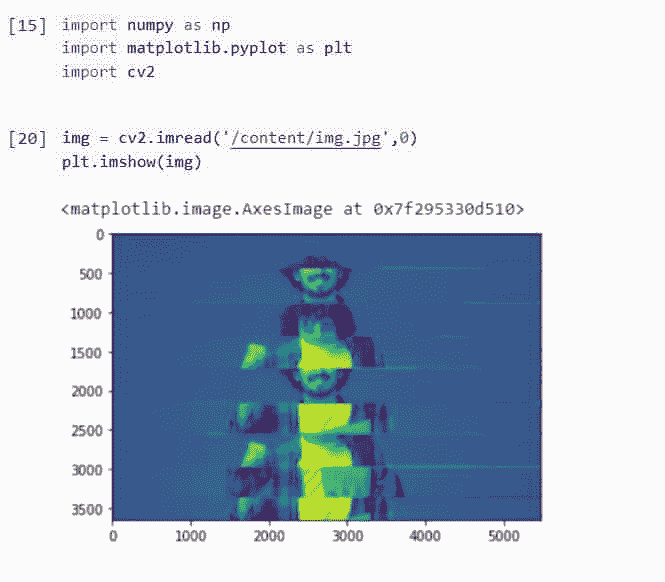 [15] import numpy as np
import matplotlib.pyplot as plt
import cv2
[20] img = cv2.imread('/content/img.jpg',0)
plt.imshow(img)
<matplotlib.image.AxesImage at 0x7f295330d510>
0
500
1000
1500
2000
2500
3000
3500
0 1000 2000 3000 4000 5000